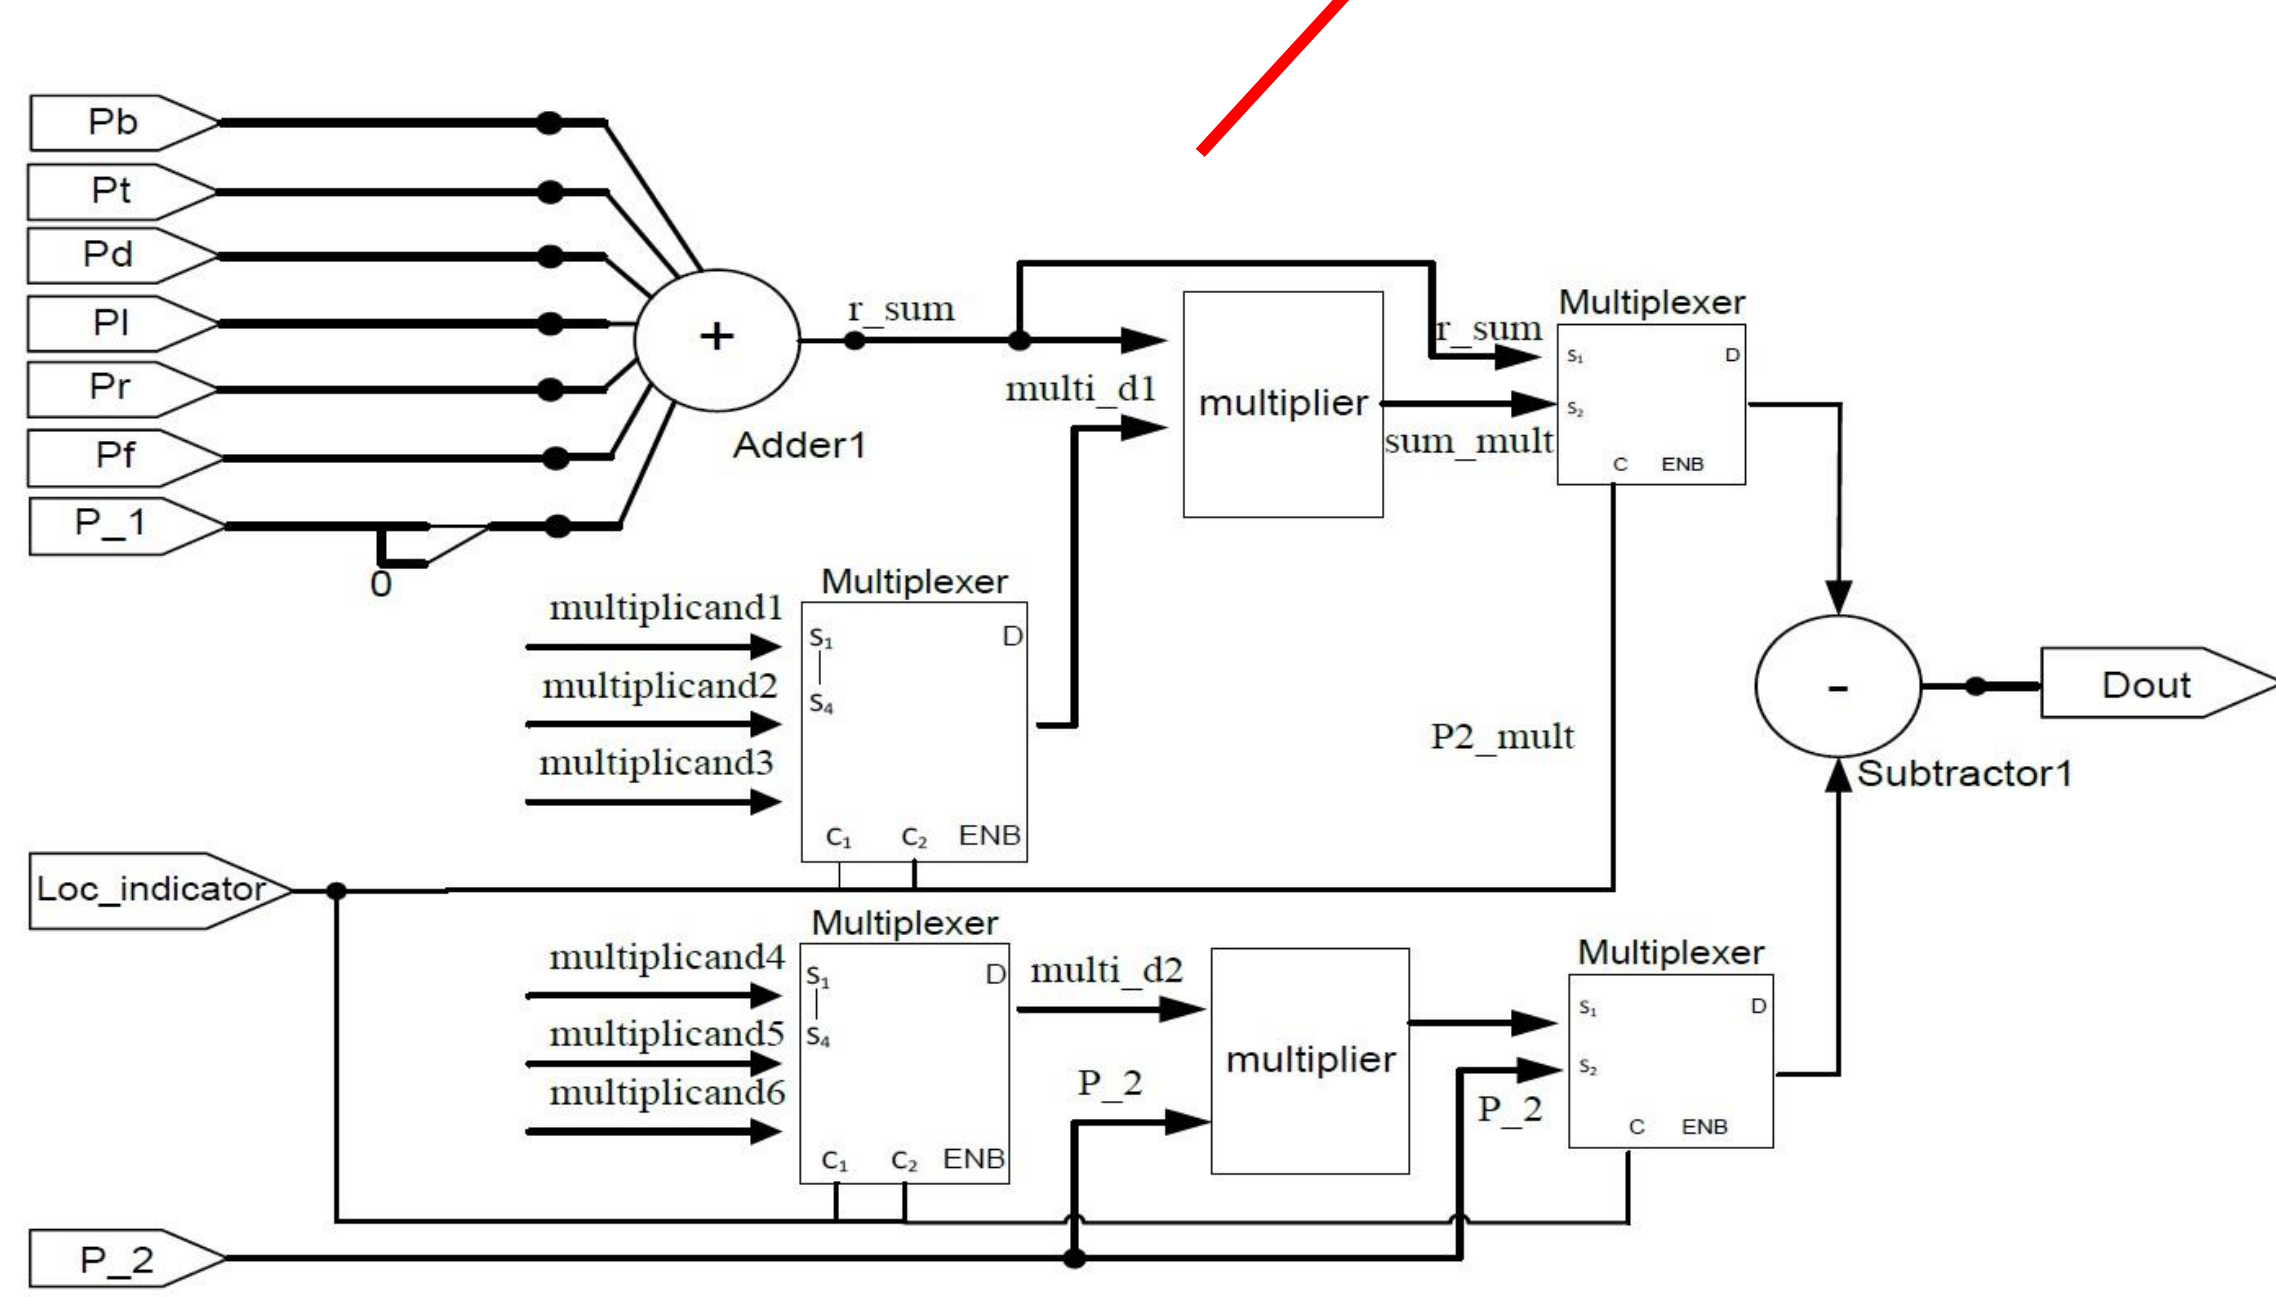 Pb
Pt
Pd
Pl
Pr
Pf
P_1
0
+
Adder1
r_sum
multi_d1
multiplier
r_sum
sum_mult
Multiplexer
S₁ D
S₂
C ENB
Multiplexer
multiplicand1
multiplicand2
multiplicand3
S₁ D
S₄
C₁ C₂ ENB
P2_mult
-
Subtractor1
Dout
Loc_indicator
Multiplexer
multiplicand4
multiplicand5
multiplicand6
S₁ D
S₄
C₁ C₂ ENB
multi_d2
P_2
multiplier
P_2
Multiplexer
S₁ D
S₂
C ENB
P_2